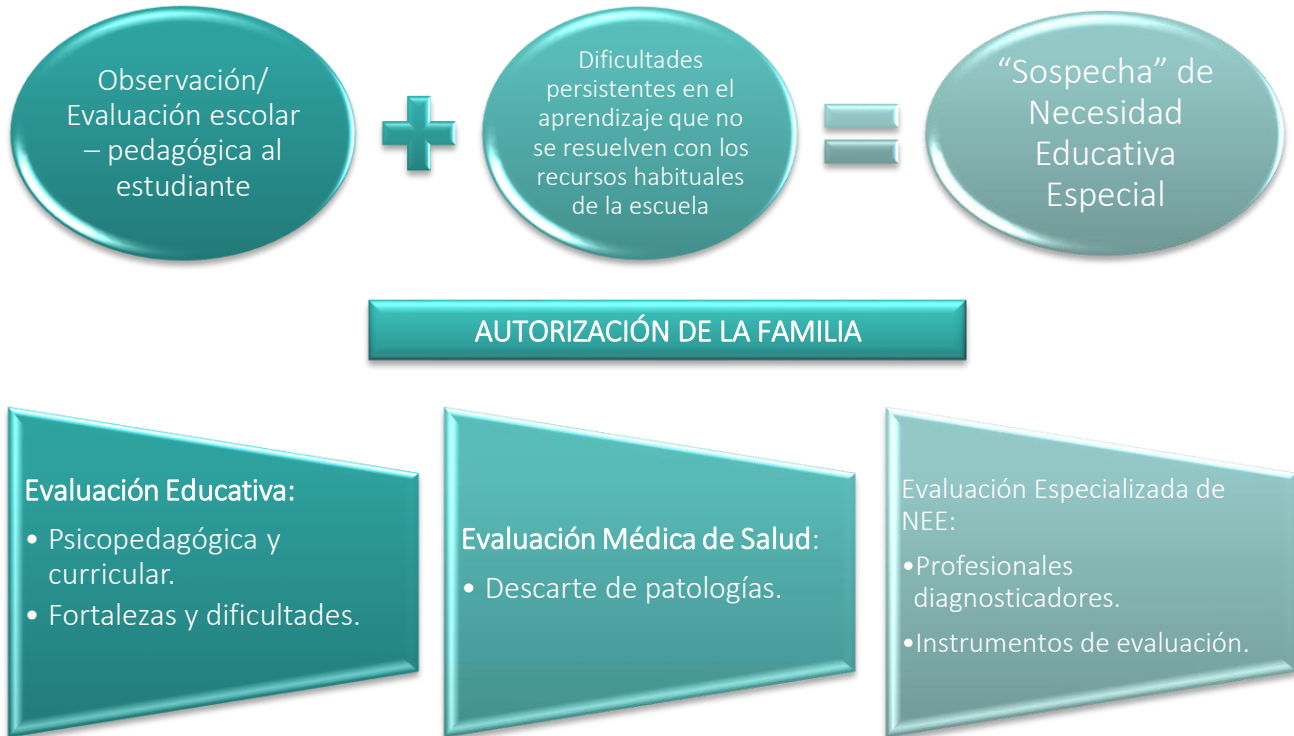 Observación/
Evaluación escolar
– pedagógica al
estudiante
Dificultades
persistentes en el
aprendizaje que no
se resuelven con los
recursos habituales
de la escuela
“Sospecha” de
Necesidad
Educativa
Especial
AUTORIZACIÓN DE LA FAMILIA
Evaluación Educativa:
• Psicopedagógica y
curricular.
• Fortalezas y dificultades.
Evaluación Médica de Salud:
• Descarte de patologías.
Evaluación Especializada de
NEE:
•Profesionales
diagnosticadores.
•Instrumentos de evaluación.